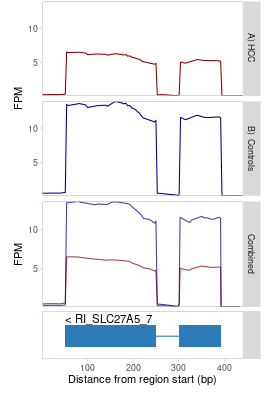 10
A) HCC
FPM
10
5
B) Controls
10
5
FPM
Combined
< RI_SLC27A5_7
100 200 300 400
Distance from region start (bp)